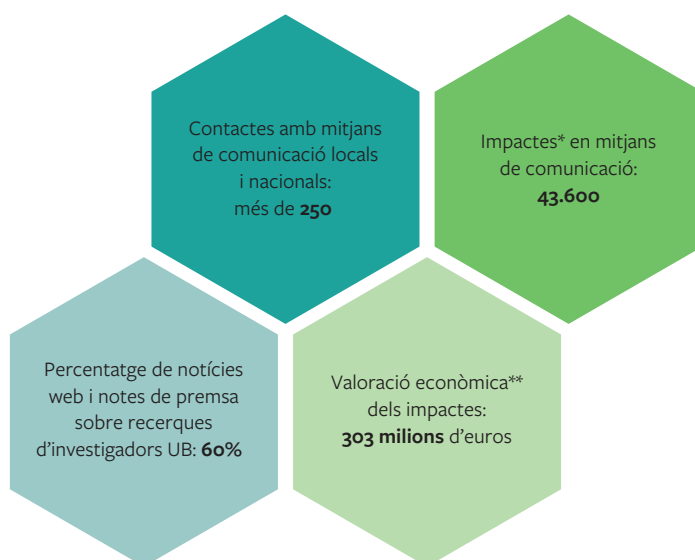 Contactes amb mitjans
de comunicació locals
i nacionals:
més de 250
Impactes* en mitjans
de comunicació:
43.600
Percentatge de notícies
web i notes de premsa
sobre recerques
d’investigadors UB: 60%
Valoració econòmica**
dels impactes:
303 milions d’euros